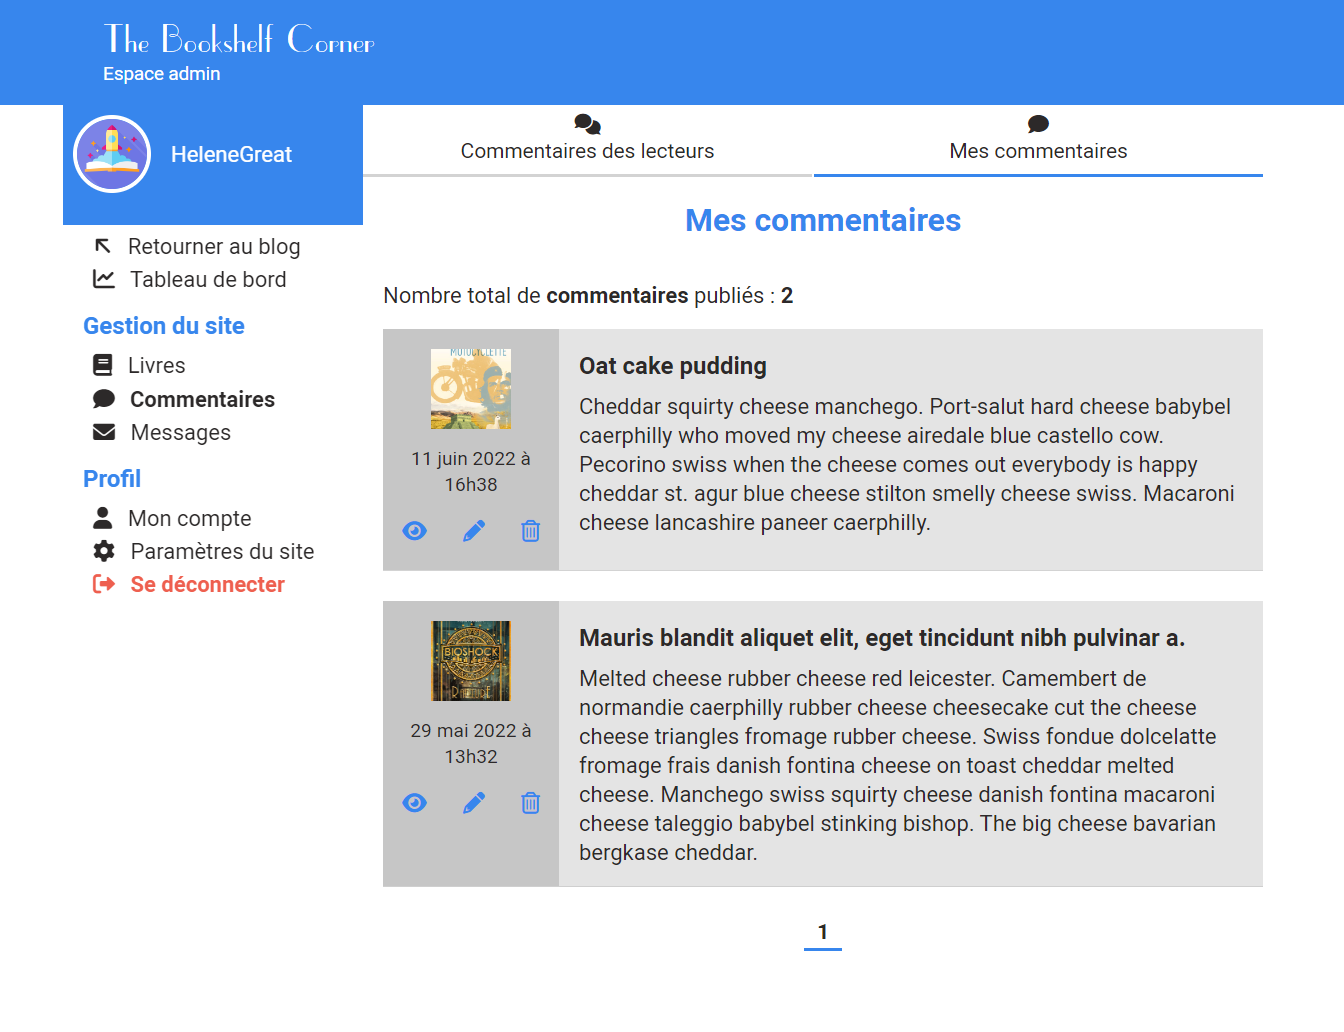 The Bookshelf Corner
Espace admin
HeleneGreat
Retourner au blog
Tableau de bord
Gestion du site
Livres
Commentaires
Messages
Profil
Mon compte
Paramètres du site
Se déconnecter
Commentaires des lecteurs
Mes commentaires
Mes commentaires
Nombre total de commentaires publiés : 2
MOTOCYCLETTE
11 juin 2022 à
16h38
Oat cake pudding
Cheddar squirty cheese manchego. Port-salut hard cheese babybel
caerphilly who moved my cheese airedale blue castello cow.
Pecorino swiss when the cheese comes out everybody is happy
cheddar st. agur blue cheese stilton smelly cheese swiss. Macaroni
cheese lancashire paneer caerphilly.
BIOSHOCK
RAPTURE
29 mai 2022 à
13h32
Mauris blandit aliquet elit, eget tincidunt nibh pulvinar a.
Melted cheese rubber cheese red leicester. Camembert de
normandie caerphilly rubber cheese cheesecake cut the cheese
cheese triangles fromage rubber cheese. Swiss fondue dolcelatte
fromage frais danish fontina cheese on toast cheddar melted
cheese. Manchego swiss squirty cheese danish fontina macaroni
cheese taleggio babybel stinking bishop. The big cheese bavarian
bergkase cheddar.
1